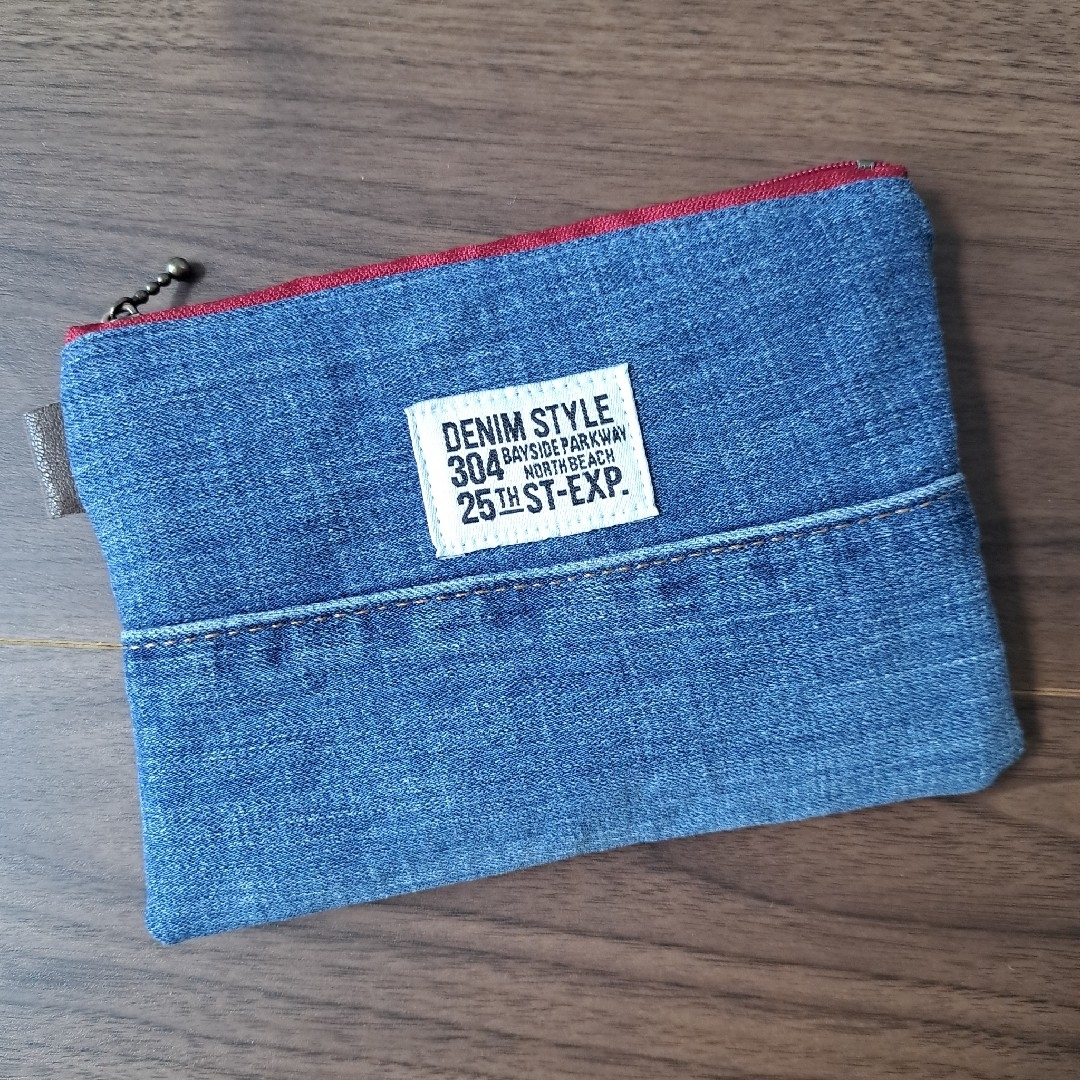 DENIM STYLE
304 BAYSIDE PARKWAY
NORTH BEACH
25TH ST-EXP.